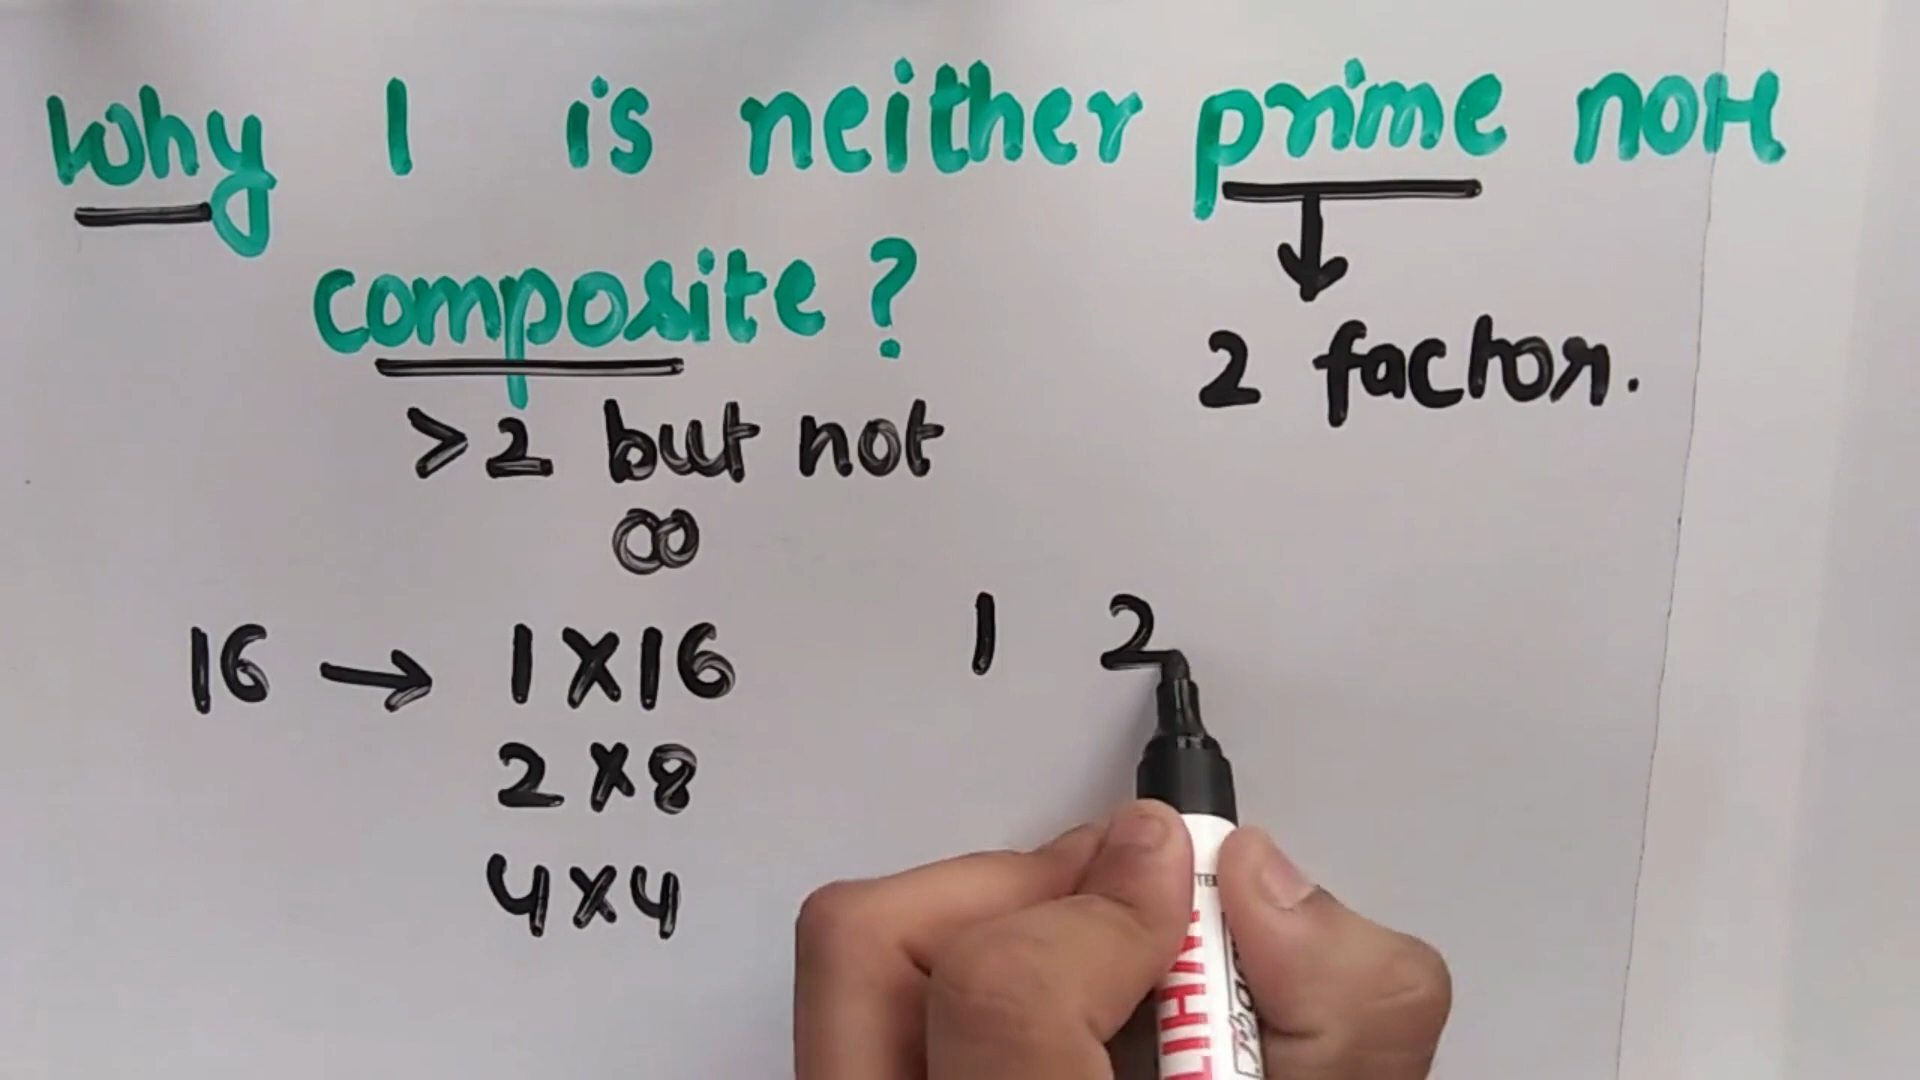 Why 1 is neither prime nor
composite?
2 factor.
>2 but not
∞
16 → 1×16
2×8
4×4
1 2